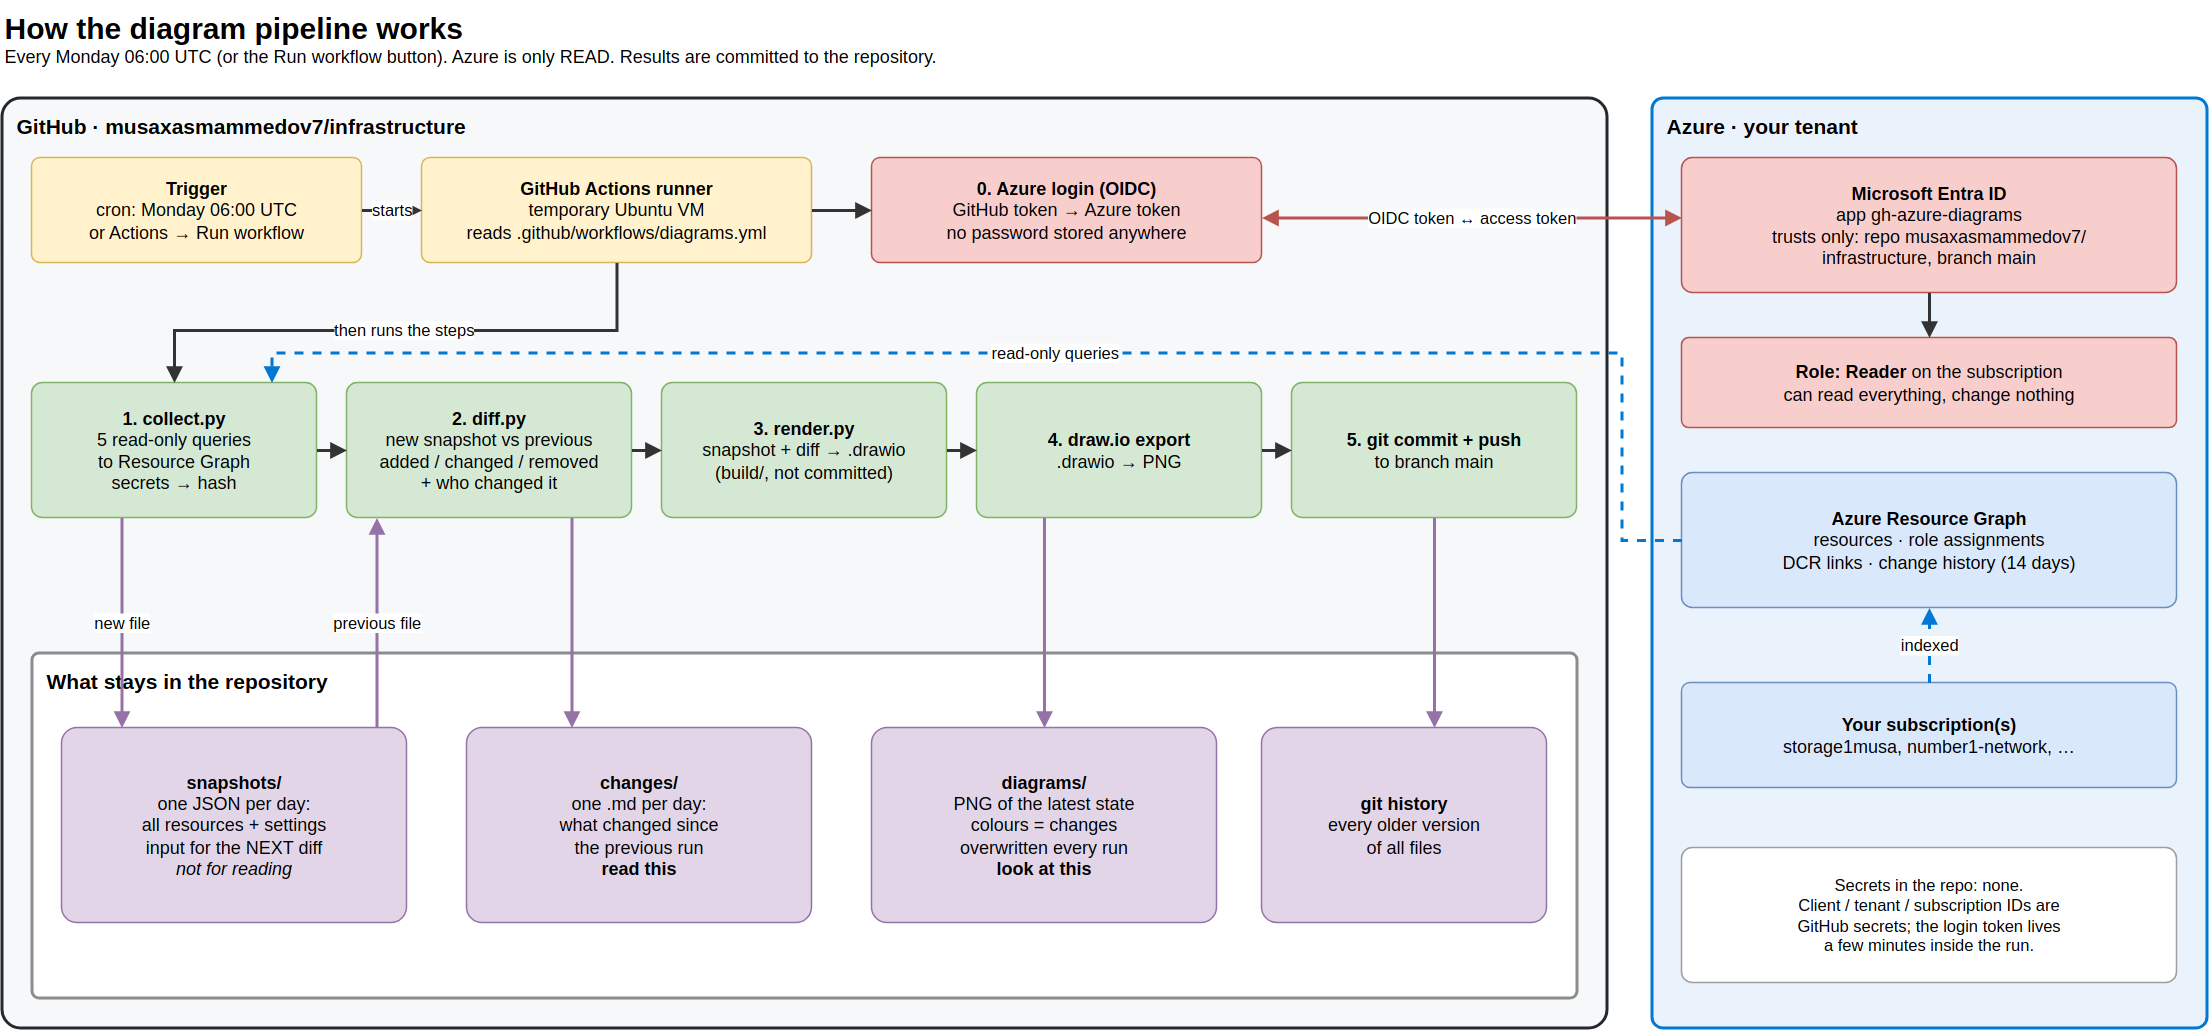 How the diagram pipeline works
Every Monday 06:00 UTC (or the Run workflow button). Azure is only READ. Results are committed to the repository.
GitHub · musaxasmammedov7/infrastructure
Trigger
cron: Monday 06:00 UTC
or Actions → Run workflow
starts
GitHub Actions runner
temporary Ubuntu VM
reads .github/workflows/diagrams.yml
0. Azure login (OIDC)
GitHub token → Azure token
no password stored anywhere
OIDC token ↔ access token
then runs the steps
read-only queries
1. collect.py
5 read-only queries
to Resource Graph
secrets → hash
2. diff.py
new snapshot vs previous
added / changed / removed
+ who changed it
3. render.py
snapshot + diff → .drawio
(build/, not committed)
4. draw.io export
.drawio → PNG
5. git commit + push
to branch main
new file
previous file
What stays in the repository
snapshots/
one JSON per day:
all resources + settings
input for the NEXT diff
not for reading
changes/
one .md per day:
what changed since
the previous run
read this
diagrams/
PNG of the latest state
colours = changes
overwritten every run
look at this
git history
every older version
of all files
Azure · your tenant
Microsoft Entra ID
app gh-azure-diagrams
trusts only: repo musaxasmammedov7/
infrastructure, branch main
Role: Reader on the subscription
can read everything, change nothing
Azure Resource Graph
resources · role assignments
DCR links · change history (14 days)
indexed
Your subscription(s)
storage1musa, number1-network, …
Secrets in the repo: none.
Client / tenant / subscription IDs are
GitHub secrets; the login token lives
a few minutes inside the run.